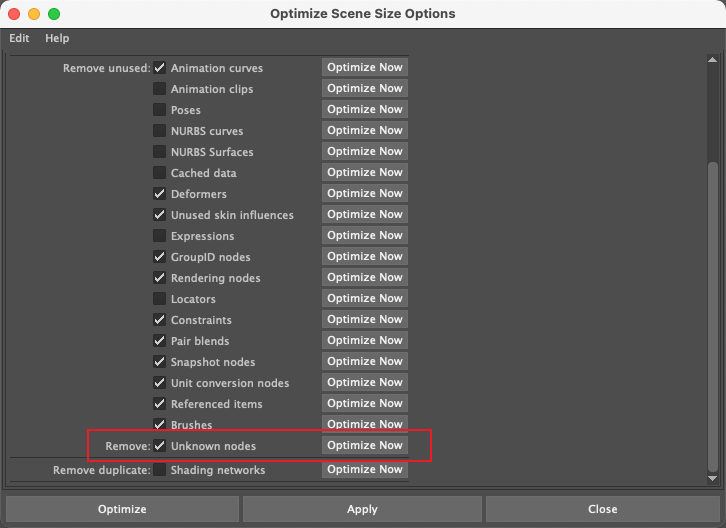 Optimize Scene Size Options
Edit Help
Remove unused: Animation curves Optimize Now
Animation clips Optimize Now
Poses Optimize Now
NURBS curves Optimize Now
NURBS Surfaces Optimize Now
Cached data Optimize Now
Deformers Optimize Now
Unused skin influences Optimize Now
Expressions Optimize Now
GroupID nodes Optimize Now
Rendering nodes Optimize Now
Locators Optimize Now
Constraints Optimize Now
Pair blends Optimize Now
Snapshot nodes Optimize Now
Unit conversion nodes Optimize Now
Referenced items Optimize Now
Brushes Optimize Now
Remove: Unknown nodes Optimize Now
Remove duplicate: Shading networks Optimize Now
Optimize Apply Close